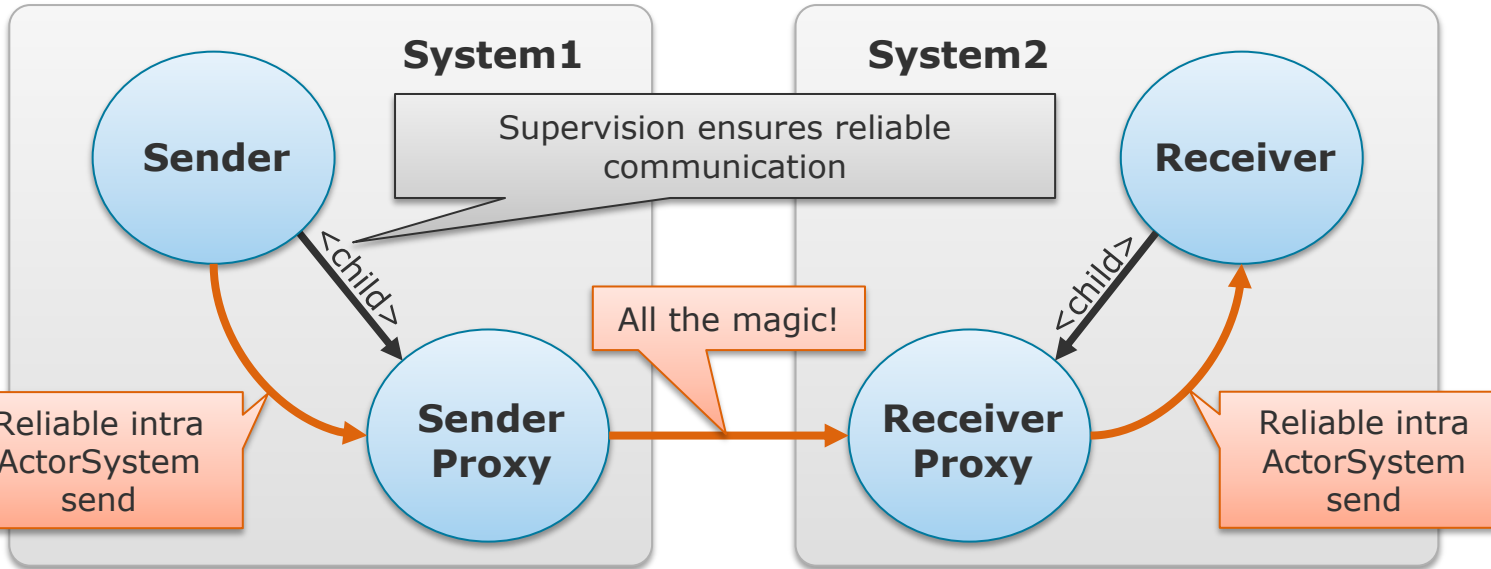 System1
System2
Supervision ensures reliable
communication
Sender
Receiver
<child>
<child>
All the magic!
Reliable intra
ActorSystem
send
Sender
Proxy
Receiver
Proxy
Reliable intra
ActorSystem
send